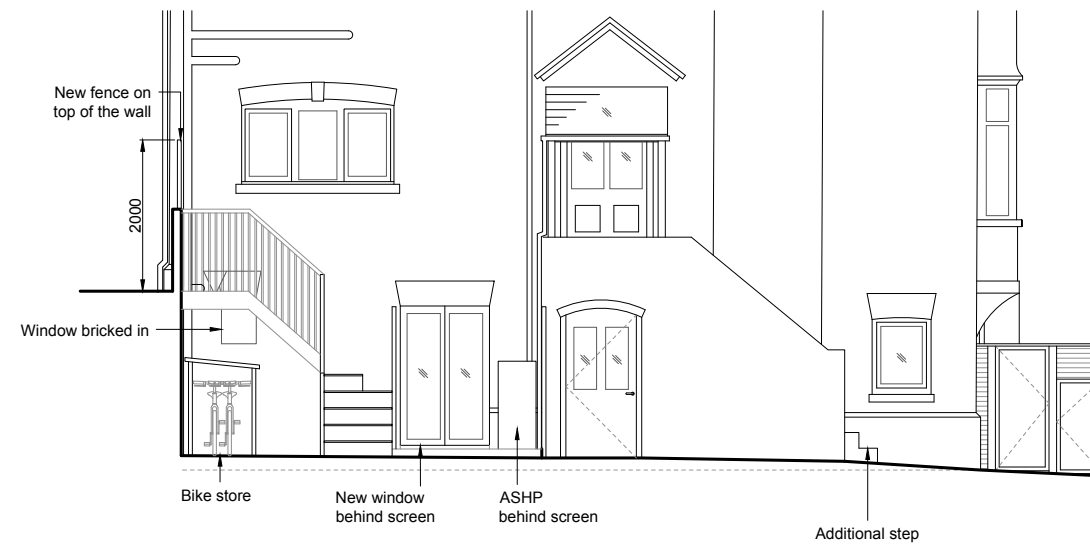 New fence on
top of the wall
2000
Window bricked in
Bike store
New window
behind screen
ASHP
behind screen
Additional step